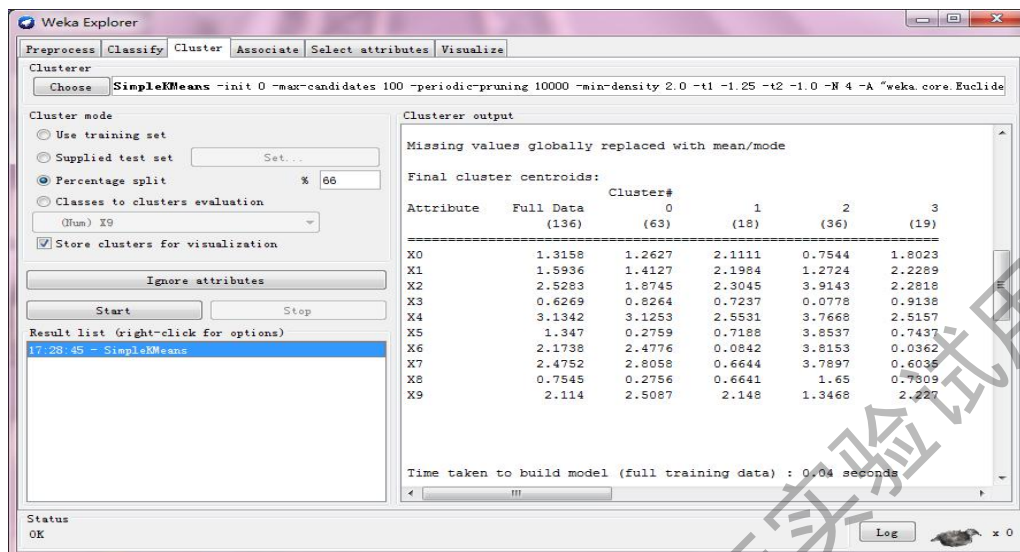 Weka Explorer
Preprocess Classify Cluster Associate Select attributes Visualize
Clusterer
Choose SimpleKMeans -init 0 -max-candidates 100 -periodic-pruning 10000 -min-density 2.0 -t1 -1.25 -t2 -1.0 -N 4 -A "weka.core.Euclide
Cluster mode
Use training set
Supplied test set Set...
Percentage split % 66
Classes to clusters evaluation
(Num) X9
Store clusters for visualization
Ignore attributes
Start Stop
Result list (right-click for options)
17:28:45 - SimpleKMeans
Clusterer output
Missing values globally replaced with mean/mode
Final cluster centroids:
Cluster#
Attribute Full Data 0 1 2 3
(136) (63) (18) (36) (19)
X0 1.3158 1.2627 2.1111 0.7544 1.8023
X1 1.5936 1.4127 2.1984 1.2724 2.2289
X2 2.5283 1.8745 2.3045 3.9143 2.2818
X3 0.6269 0.8264 0.7237 0.0778 0.9138
X4 3.1342 3.1253 2.5531 3.7668 2.5157
X5 1.347 0.2759 0.7188 3.8537 0.7437
X6 2.1738 2.4776 0.0842 3.8153 0.0362
X7 2.4752 2.8058 0.6644 3.7897 0.6035
X8 0.7545 0.2756 0.6641 1.65 0.7309
X9 2.114 2.5087 2.148 1.3468 2.227
Time taken to build model (full training data) : 0.04 seconds
Status
OK
Log x 0
实验试用